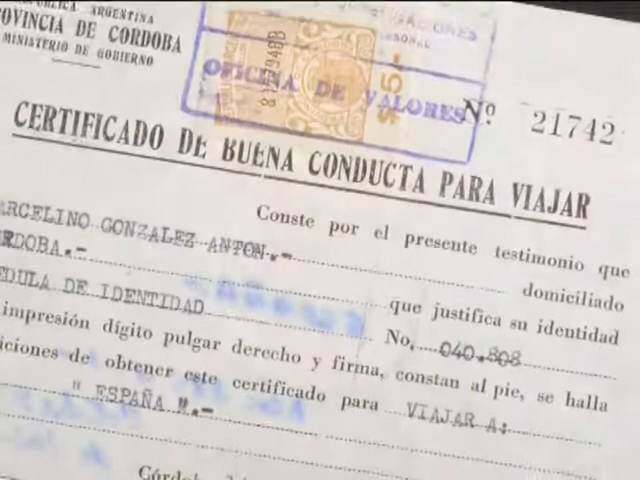 REPÚBLICA ARGENTINA
PROVINCIA DE CORDOBA
MINISTERIO DE GOBIERNO
OFICINA DE VALORES
Nº 21742
CERTIFICADO DE BUENA CONDUCTA PARA VIAJAR
Conste por el presente testimonio que
ARCELINO GONZALEZ ANTON.-
domiciliado
RDOBA.-
que justifica su identidad
EDULA DE IDENTIDAD
No. 040.808
impresión dígito pulgar derecho y firma, constan al pie, se halla
iciones de obtener este certificado para VIAJAR A:
" ESPAÑA ".-